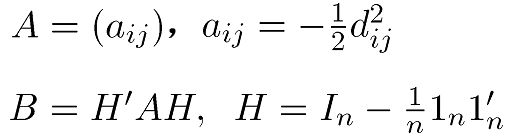 A = (a_{ij})，a_{ij} = -\frac{1}{2}d_{ij}^2
B = H'AH, H = I_n - \frac{1}{n}1_n1_n'